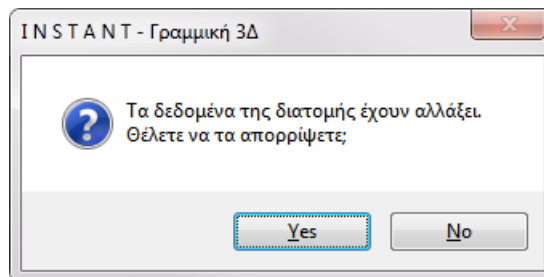 I N S T A N T - Γραμμική 3Δ
Τα δεδομένα της διατομής έχουν αλλάξει.
Θέλετε να τα απορρίψετε;
Yes
No